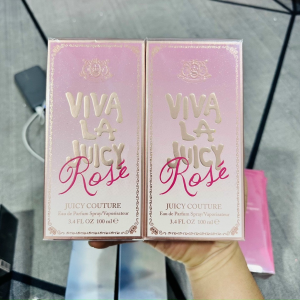 VIVA
LA
JUICY
Rosé
JUICY COUTURE
Eau de Parfum Spray/Vaporisateur
3.4 FL OZ 100 ml ℮
VIVA
LA
JUICY
Rosé
JUICY COUTURE
Eau de Parfum Spray/Vaporisateur
3.4 FL OZ 100 ml ℮